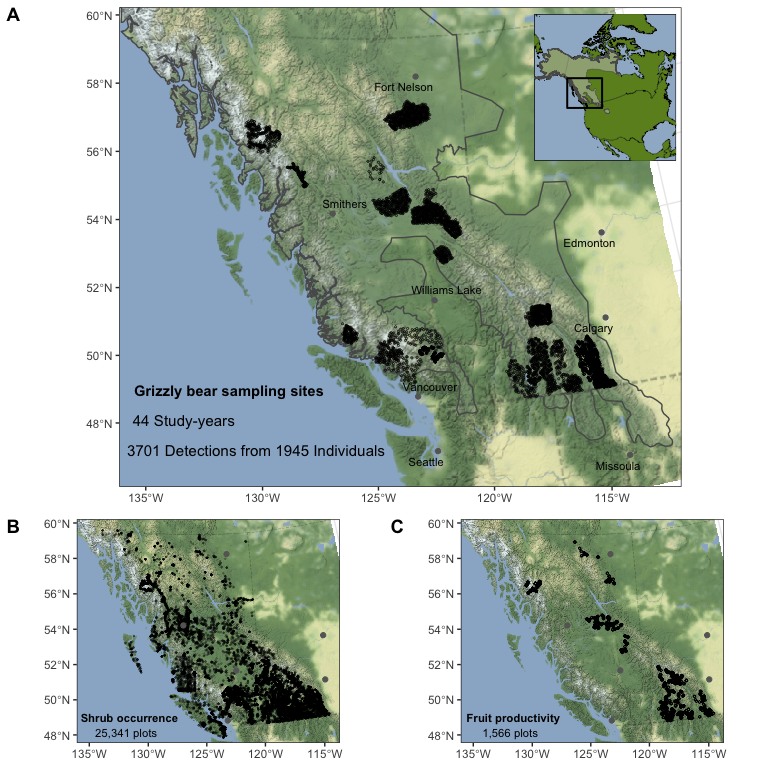 A
60°N
58°N
56°N
54°N
52°N
50°N
48°N
Fort Nelson
Smithers
Edmonton
Williams Lake
Calgary
Vancouver
Seattle
Missoula
Grizzly bear sampling sites
44 Study-years
3701 Detections from 1945 Individuals
135°W 130°W 125°W 120°W 115°W
B
60°N
58°N
56°N
54°N
52°N
50°N
48°N
Shrub occurrence
25,341 plots
135°W 130°W 125°W 120°W 115°W
C
60°N
58°N
56°N
54°N
52°N
50°N
48°N
Fruit productivity
1,566 plots
135°W 130°W 125°W 120°W 115°W